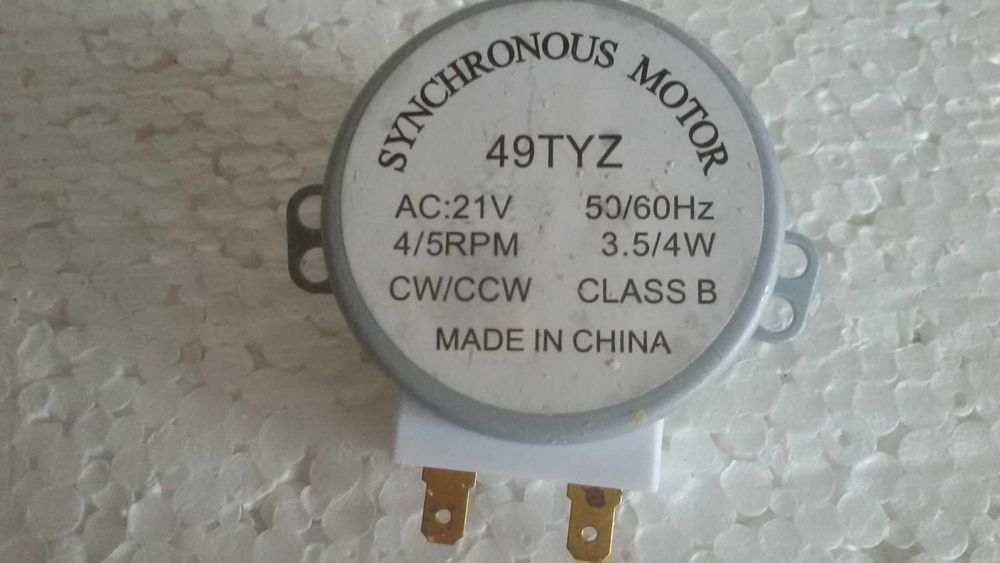 SYNCHRONOUS MOTOR
49TYZ
AC:21V 50/60Hz
4/5RPM 3.5/4W
CW/CCW CLASS B
MADE IN CHINA